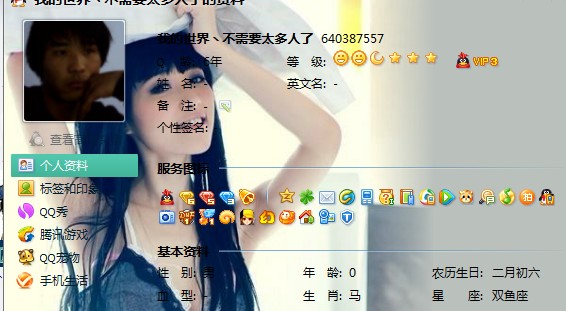 我的世界丶不需要太多人了的资料
我的世界丶不需要太多人了 640387557
Q 龄: 6年 等 级:
VIP3
姓 名: - 英文名: -
备 注: -
个性签名:
查看
个人资料
标签和印象
QQ秀
腾讯游戏
QQ宠物
手机生活
服务图标
基本资料
性 别: 男 年 龄: 0 农历生日: 二月初六
血 型: - 生 肖: 马 星 座: 双鱼座